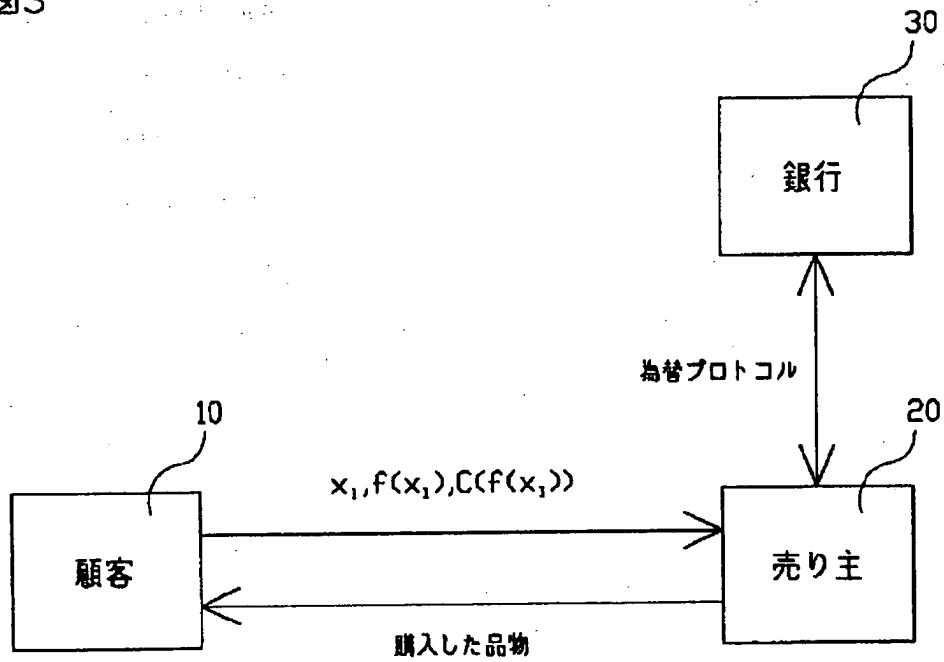 図3
30
銀行
為替プロトコル
10
20
x₁,f(x₁),C(f(x₁))
顧客
売り主
購入した品物